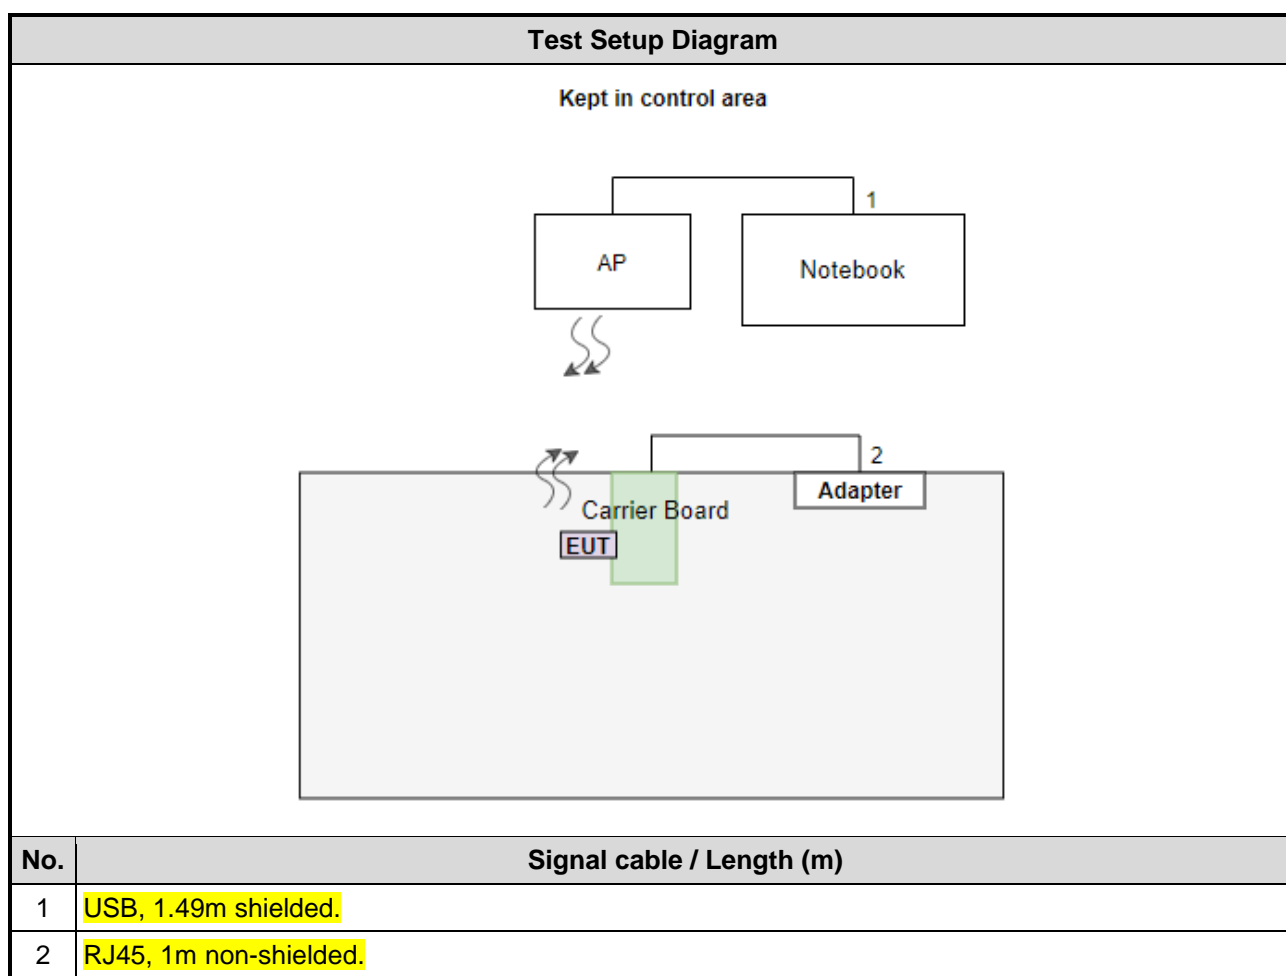 Test Setup Diagram
Kept in control area
1
AP
Notebook
2
Adapter
Carrier Board
EUT
No. Signal cable / Length (m)
1 USB, 1.49m shielded.
2 RJ45, 1m non-shielded.